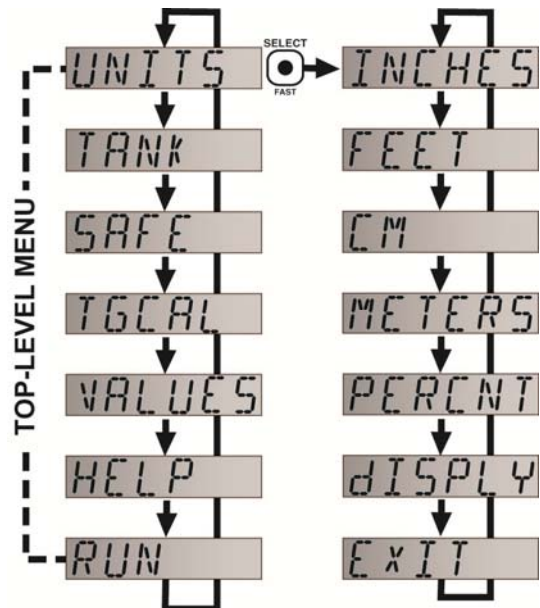 TOP-LEVEL MENU
UNITS
TANK
SAFE
TGCAL
VALUES
HELP
RUN
SELECT
FAST
INCHES
FEET
CM
METERS
PERCNT
dISPLY
ExIT